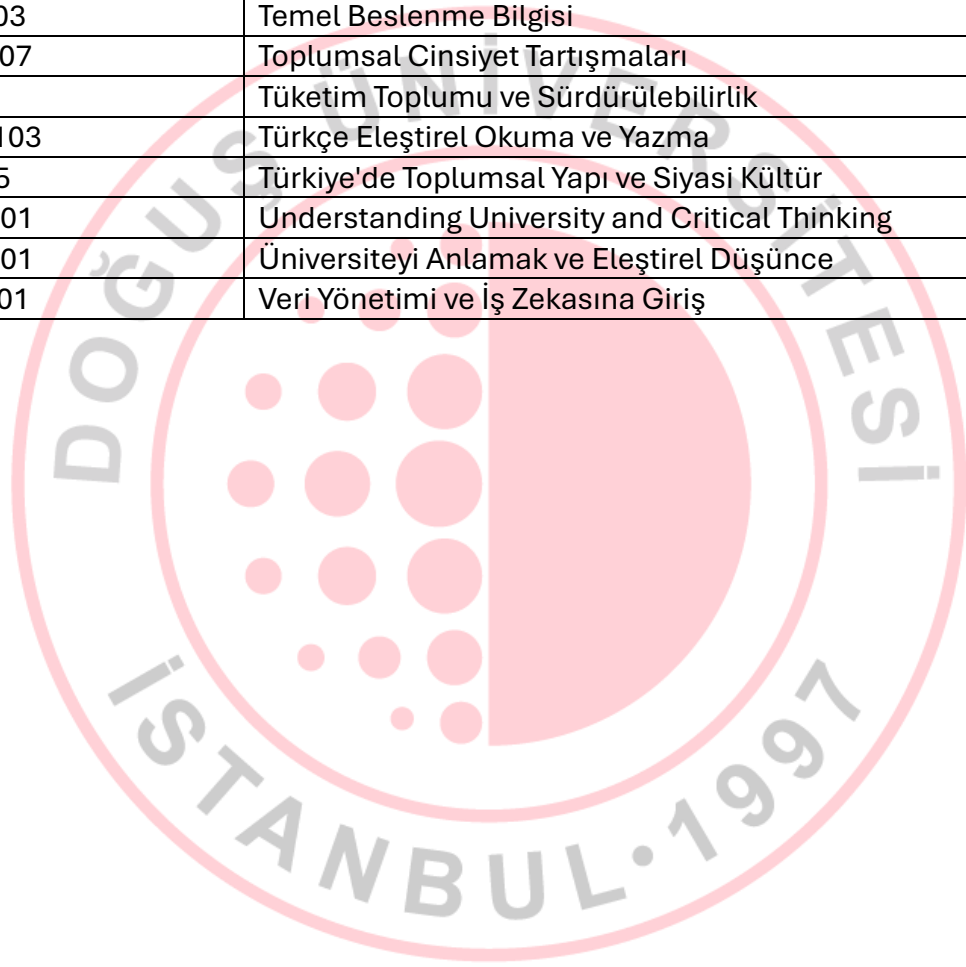 03 Temel Beslenme Bilgisi
07 Toplumsal Cinsiyet Tartışmaları
Tüketim Toplumu ve Sürdürülebilirlik
103 Türkçe Eleştirel Okuma ve Yazma
5 Türkiye'de Toplumsal Yapı ve Siyasi Kültür
01 Understanding University and Critical Thinking
01 Üniversiteyi Anlamak ve Eleştirel Düşünce
01 Veri Yönetimi ve İş Zekasına Giriş
DOĞUŞ ÜNİVERSİTESİ
İSTANBUL·1997